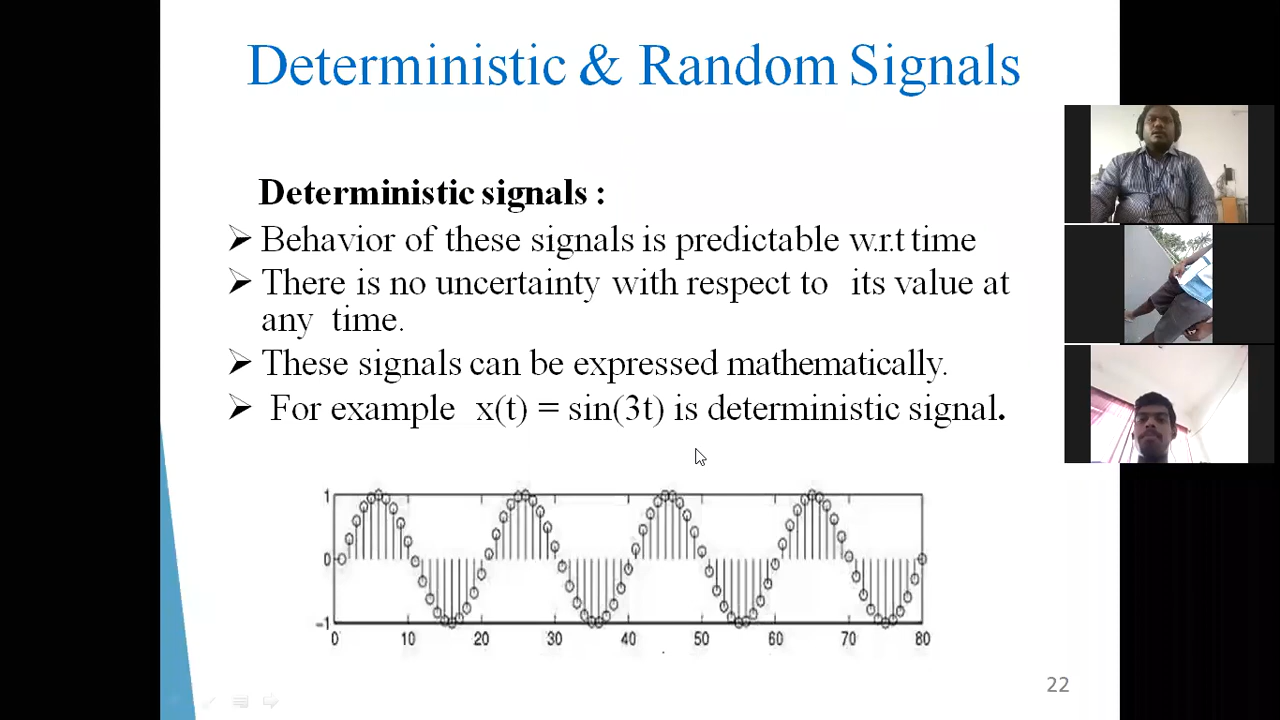 Deterministic & Random Signals
Deterministic signals :
➢ Behavior of these signals is predictable w.r.t time
➢ There is no uncertainty with respect to its value at
any time.
➢ These signals can be expressed mathematically.
➢ For example x(t) = sin(3t) is deterministic signal.
1
0
-1
0 10 20 30 40 50 60 70 80
22